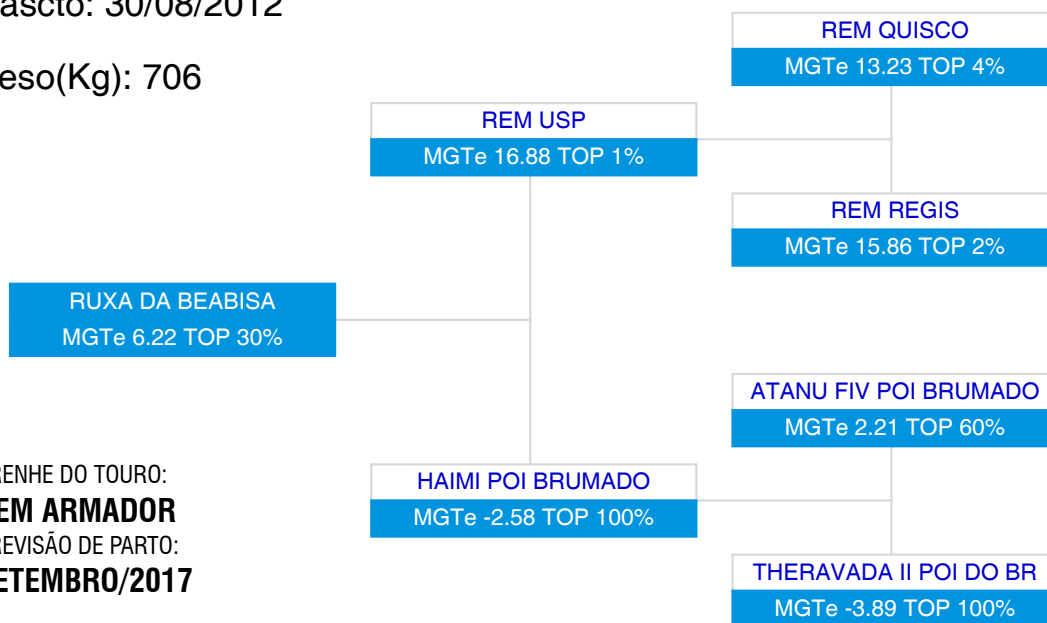 ascto: 30/08/2012
eso(Kg): 706
REM QUISCO
MGTe 13.23 TOP 4%
REM USP
MGTe 16.88 TOP 1%
REM REGIS
MGTe 15.86 TOP 2%
RUXA DA BEABISA
MGTe 6.22 TOP 30%
ATANU FIV POI BRUMADO
MGTe 2.21 TOP 60%
HAIMI POI BRUMADO
MGTe -2.58 TOP 100%
THERAVADA II POI DO BR
MGTe -3.89 TOP 100%
RENHE DO TOURO:
EM ARMADOR
REVISÃO DE PARTO:
ETEMBRO/2017